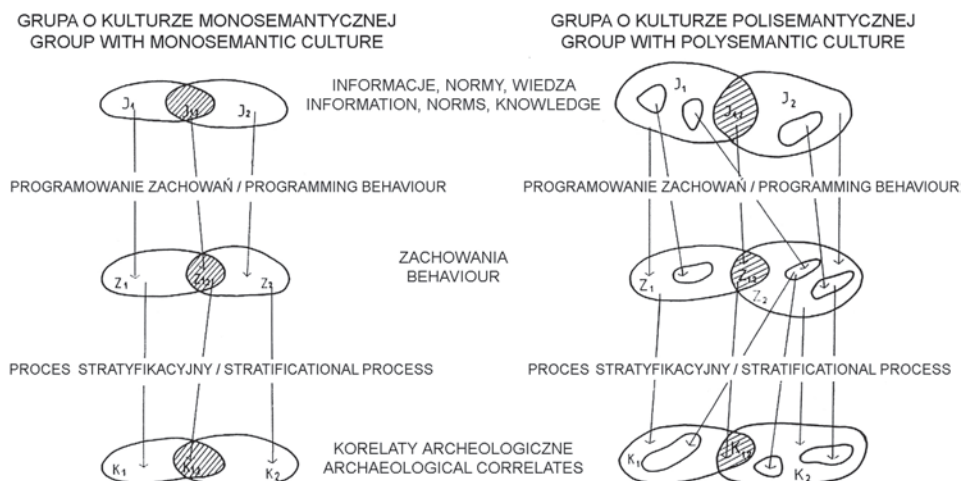 GRUPA O KULTURZE MONOSEMANTYCZNEJ
GROUP WITH MONOSEMANTIC CULTURE
GRUPA O KULTURZE POLISEMANTYCZNEJ
GROUP WITH POLYSEMANTIC CULTURE
INFORMACJE, NORMY, WIEDZA
INFORMATION, NORMS, KNOWLEDGE
J1 J12 J2
J1 J12 J2
PROGRAMOWANIE ZACHOWAŃ / PROGRAMMING BEHAVIOUR
PROGRAMOWANIE ZACHOWAŃ / PROGRAMMING BEHAVIOUR
ZACHOWANIA
BEHAVIOUR
Z1 Z12 Z2
Z1 Z12 Z2
PROCES STRATYFIKACYJNY / STRATIFICATIONAL PROCESS
PROCES STRATYFIKACYJNY / STRATIFICATIONAL PROCESS
KORELATY ARCHEOLOGICZNE
ARCHAEOLOGICAL CORRELATES
K1 K12 K2
K1 K12 K2